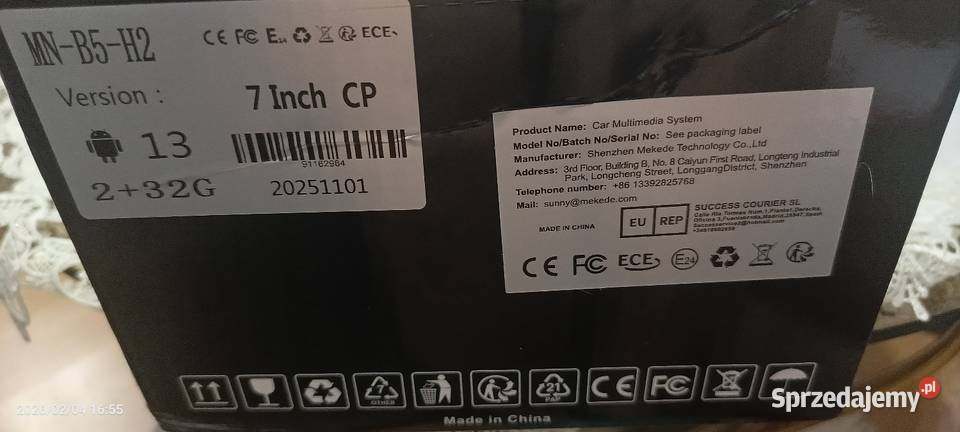 MN-B5-H2
CE FC E24 ECE
Version :
7 Inch CP
13
91162964
2+32G
20251101
Product Name: Car Multimedia System
Model No/Batch No/Serial No: See packaging label
Manufacturer: Shenzhen Mekede Technology Co.,Ltd
Address: 3rd Floor, Building B, No. 8 Caiyun First Road, Longteng Industrial
Park, Longcheng Street, LonggangDistrict, Shenzhen
Telephone number: +86 13392825768
Mail: sunny@mekede.com
MADE IN CHINA
EU REP
SUCCESS COURIER SL
CE FC ECE E24
7
OTHER
21
PAP
CE FC
Made in China
16:55
Sprzedajemy.pl